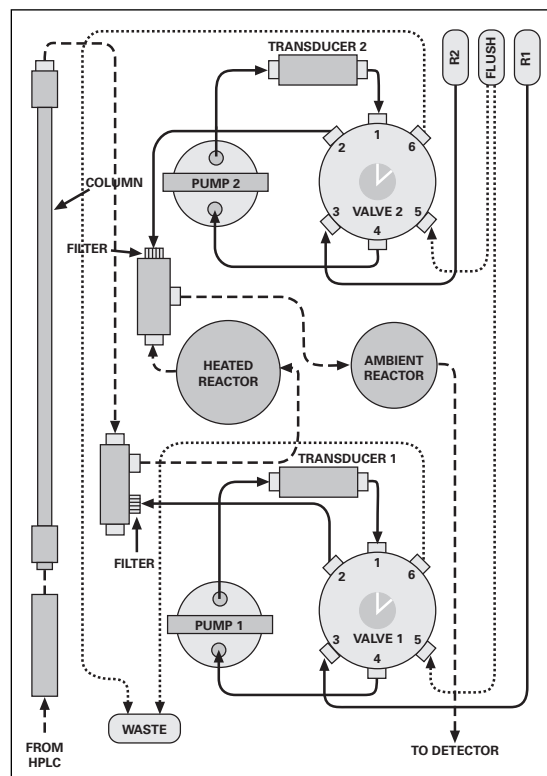 TRANSDUCER 2
R2
FLUSH
R1
1
2
6
PUMP 2
COLUMN
VALVE 2
3
5
4
FILTER
HEATED
REACTOR
AMBIENT
REACTOR
TRANSDUCER 1
FILTER
1
2
6
PUMP 1
VALVE 1
3
5
4
WASTE
FROM
HPLC
TO DETECTOR